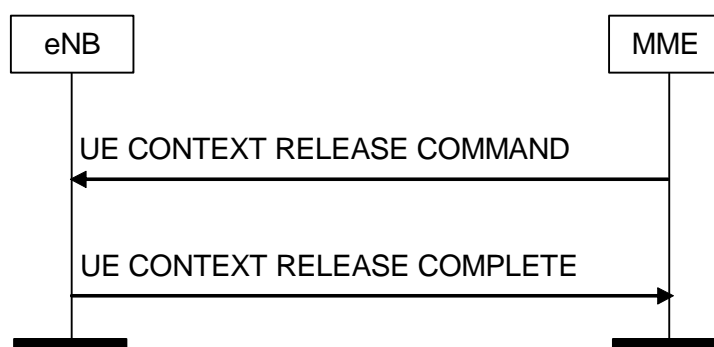 eNB
MME
UE CONTEXT RELEASE COMMAND
UE CONTEXT RELEASE COMPLETE